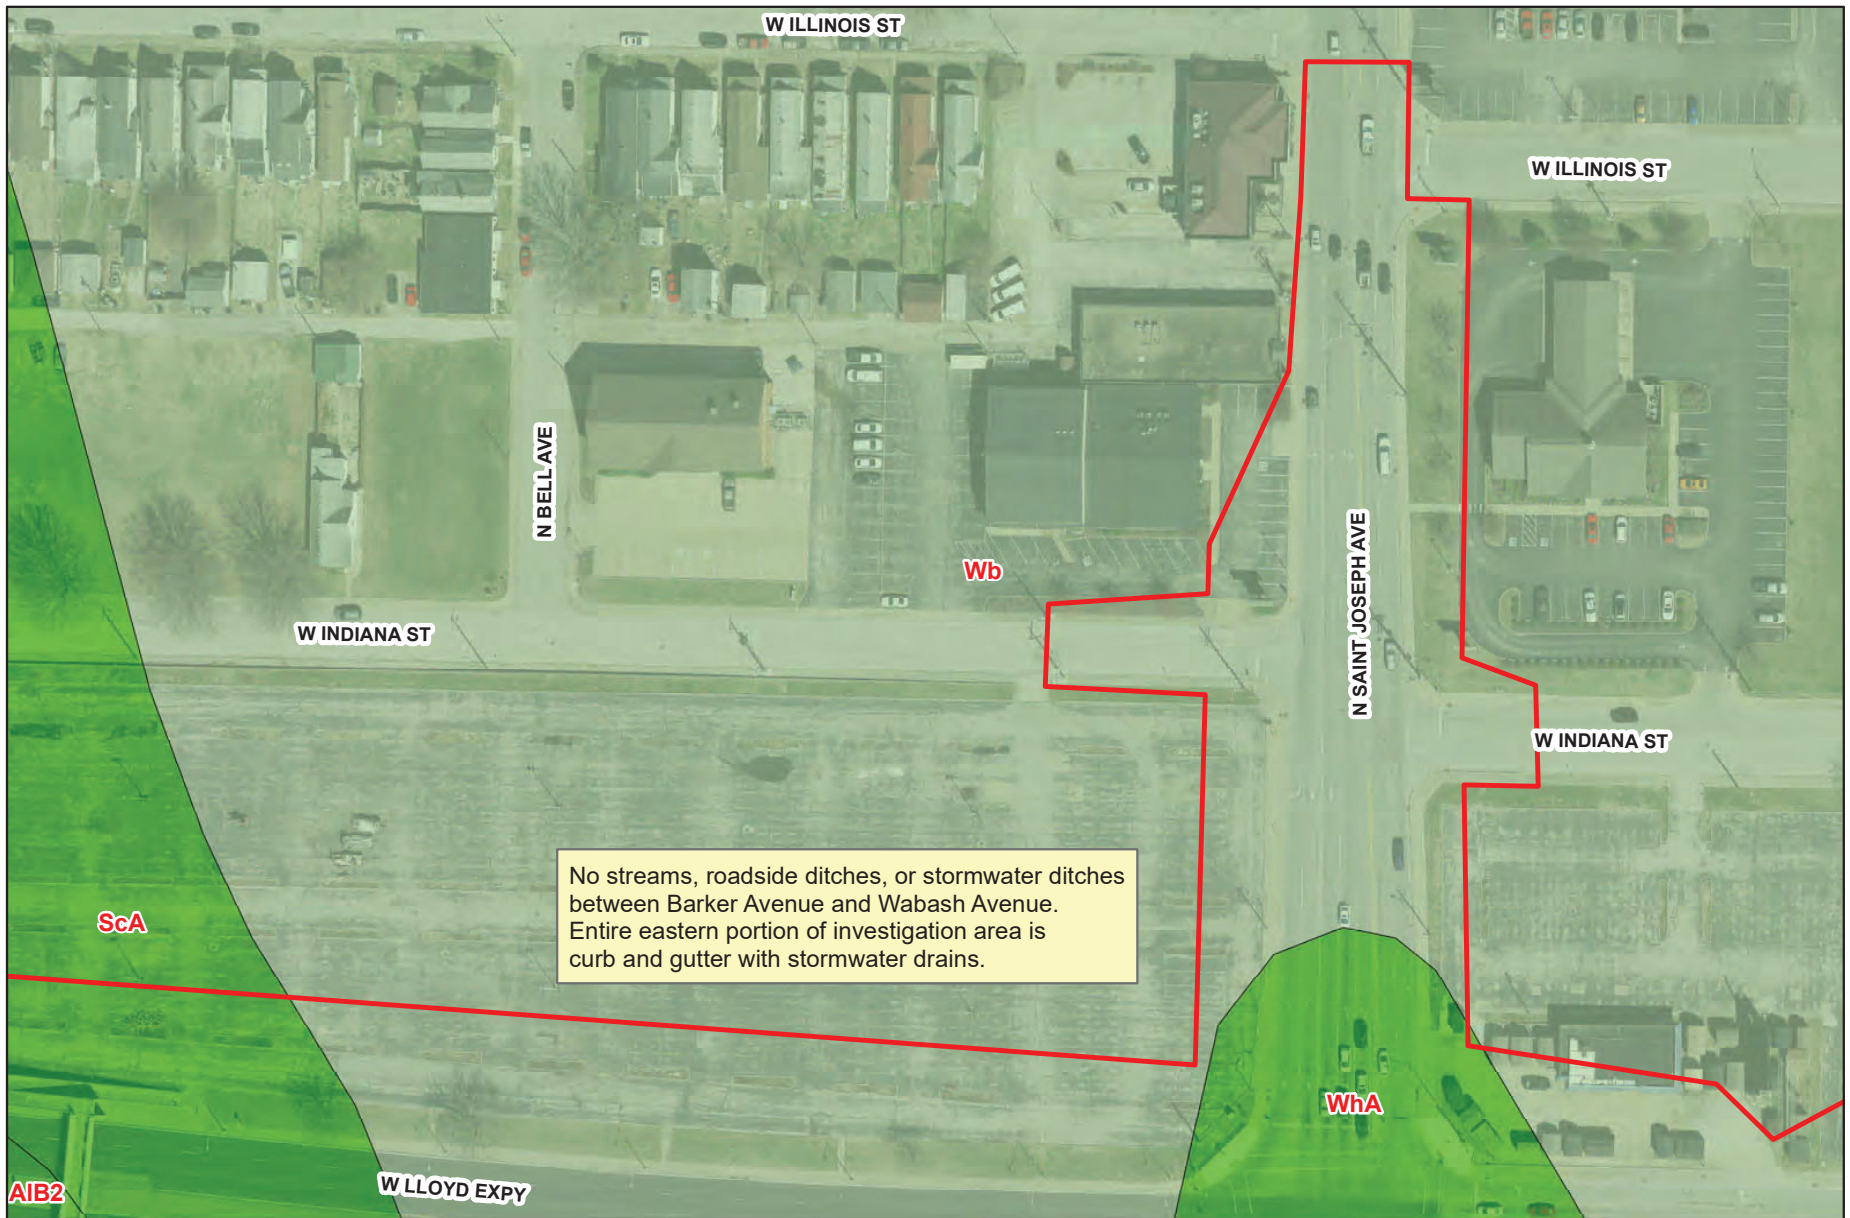 W ILLINOIS ST
W ILLINOIS ST
N BELL AVE
Wb
N SAINT JOSEPH AVE
W INDIANA ST
W INDIANA ST
No streams, roadside ditches, or stormwater ditches
between Barker Avenue and Wabash Avenue.
Entire eastern portion of investigation area is
curb and gutter with stormwater drains.
ScA
WhA
AlB2
W LLOYD EXPY